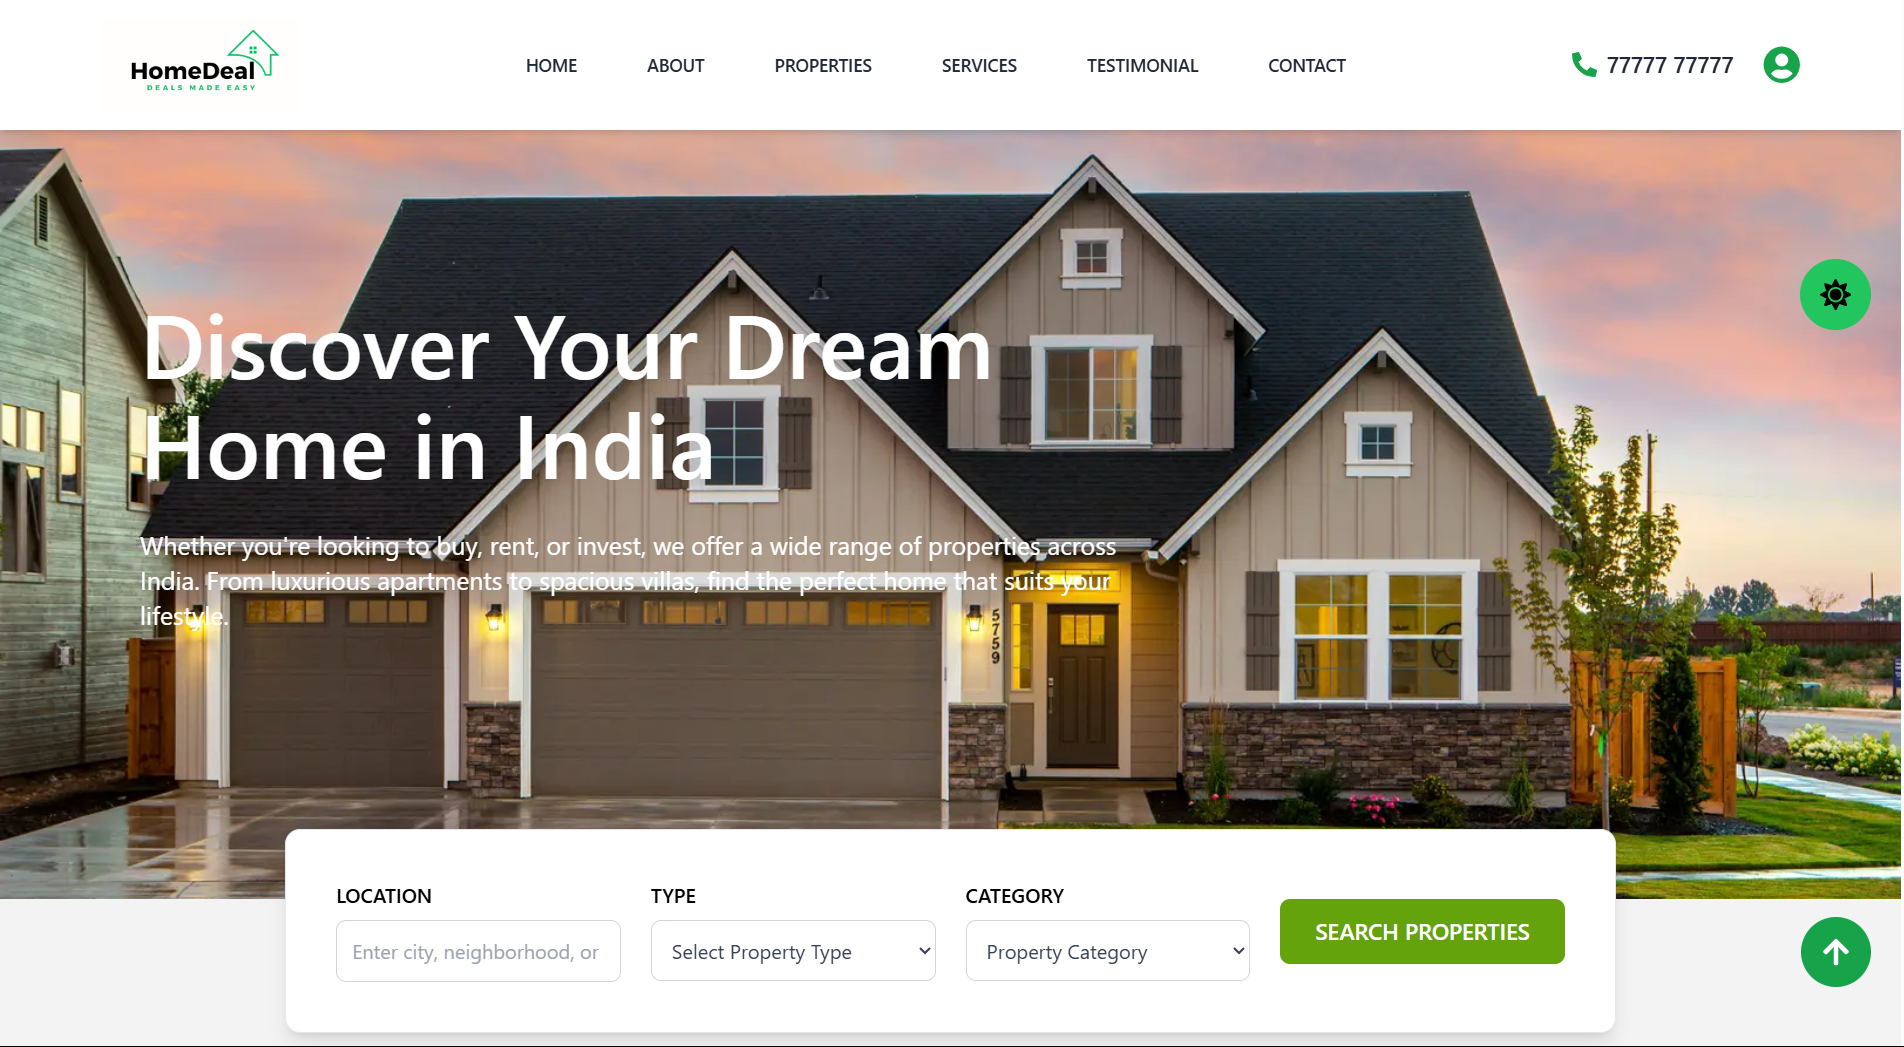 HomeDeal
DEALS MADE EASY
HOME
ABOUT
PROPERTIES
SERVICES
TESTIMONIAL
CONTACT
77777 77777
Discover Your Dream
Home in India
Whether you're looking to buy, rent, or invest, we offer a wide range of properties across
India. From luxurious apartments to spacious villas, find the perfect home that suits your
lifestyle.
5759
LOCATION
Enter city, neighborhood, or
TYPE
Select Property Type
CATEGORY
Property Category
SEARCH PROPERTIES